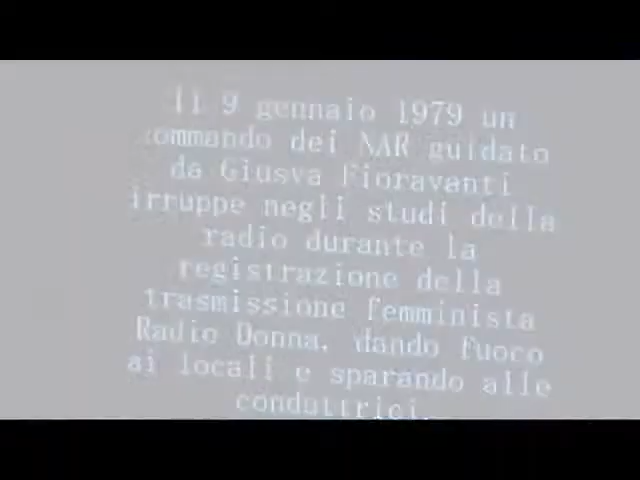 Il 9 gennaio 1979 un
commando dei NAR guidato
da Giusva Fioravanti
irruppe negli studi della
radio durante la
registrazione della
trasmissione femminista
Radio Donna, dando fuoco
ai locali e sparando alle
conduttrici.